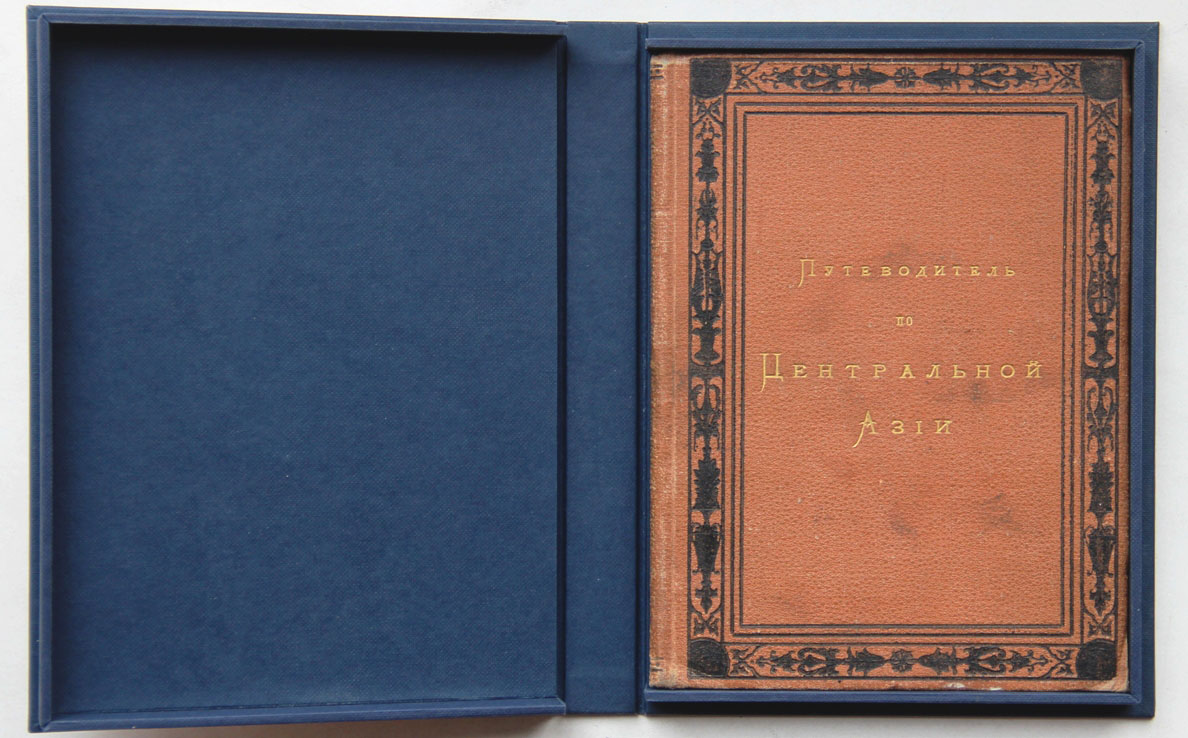 Путеводитель
по
Центральной
Азіи